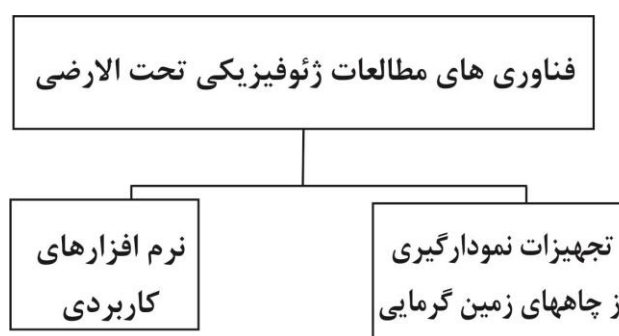 فناوری های مطالعات ژئوفیزیکی تحت الارضی
تجهیزات نمودارگیری
ز چاههای زمین گرمایی
نرم افزارهای
کاربردی